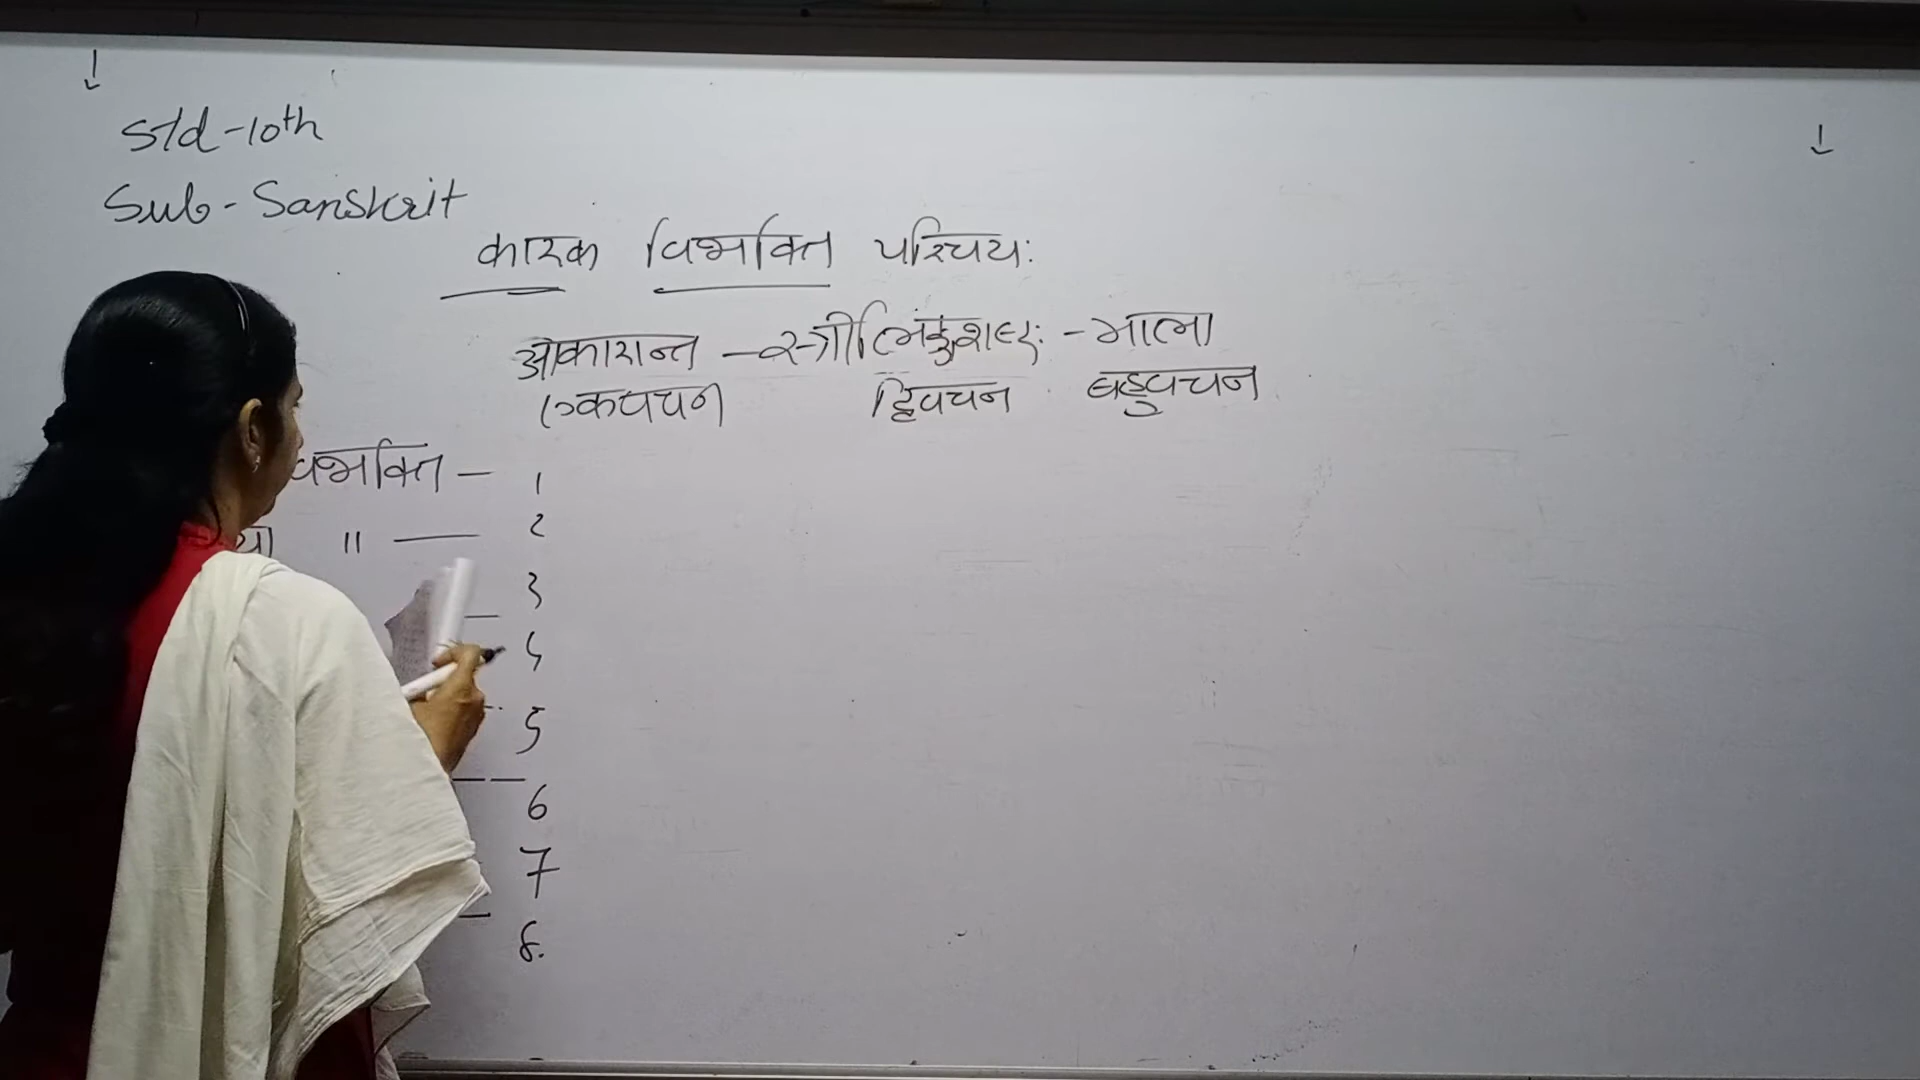 Std-10th
Sub-Sanskrit
कारक विभक्ति परिचय:
आकारान्त - स्त्रीलिङ्गशब्द: - माला
एकवचन द्विवचन बहुवचन
भक्ति - 1
या " - 2
3
4
5
6
7
8.